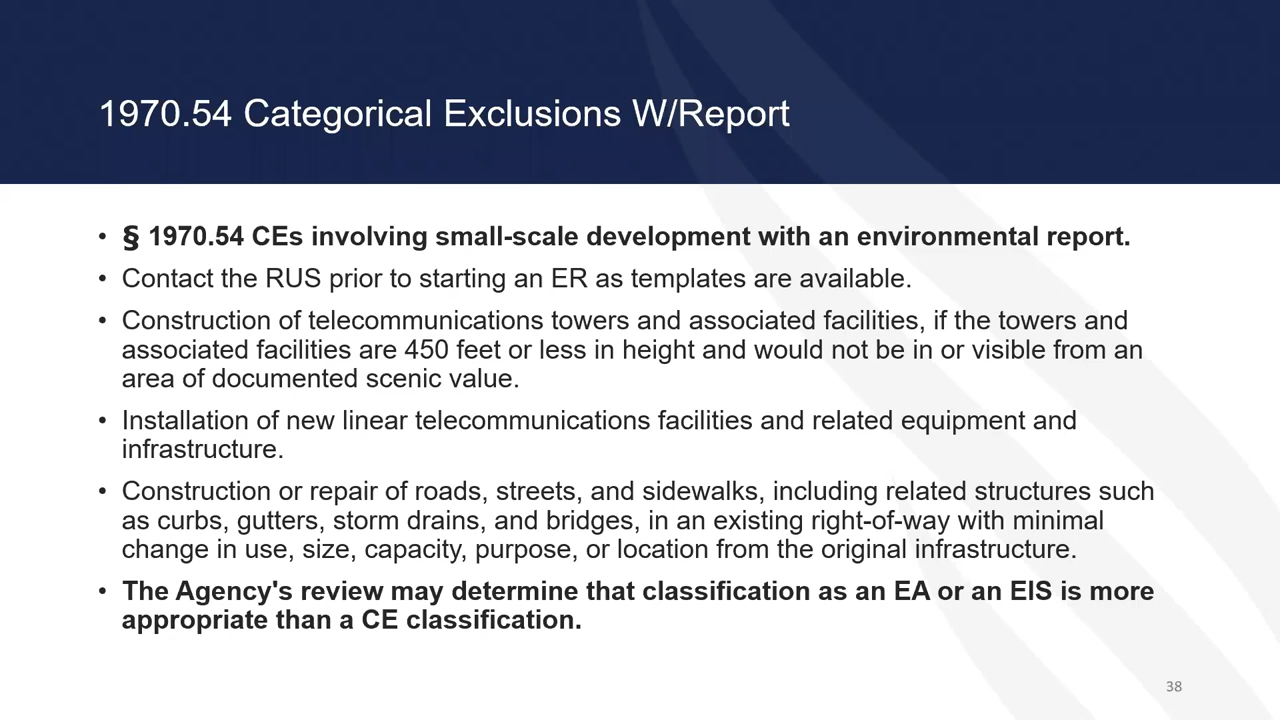 1970.54 Categorical Exclusions W/Report
• § 1970.54 CEs involving small-scale development with an environmental report.
• Contact the RUS prior to starting an ER as templates are available.
• Construction of telecommunications towers and associated facilities, if the towers and
associated facilities are 450 feet or less in height and would not be in or visible from an
area of documented scenic value.
• Installation of new linear telecommunications facilities and related equipment and
infrastructure.
• Construction or repair of roads, streets, and sidewalks, including related structures such
as curbs, gutters, storm drains, and bridges, in an existing right-of-way with minimal
change in use, size, capacity, purpose, or location from the original infrastructure.
• The Agency's review may determine that classification as an EA or an EIS is more
appropriate than a CE classification.
38